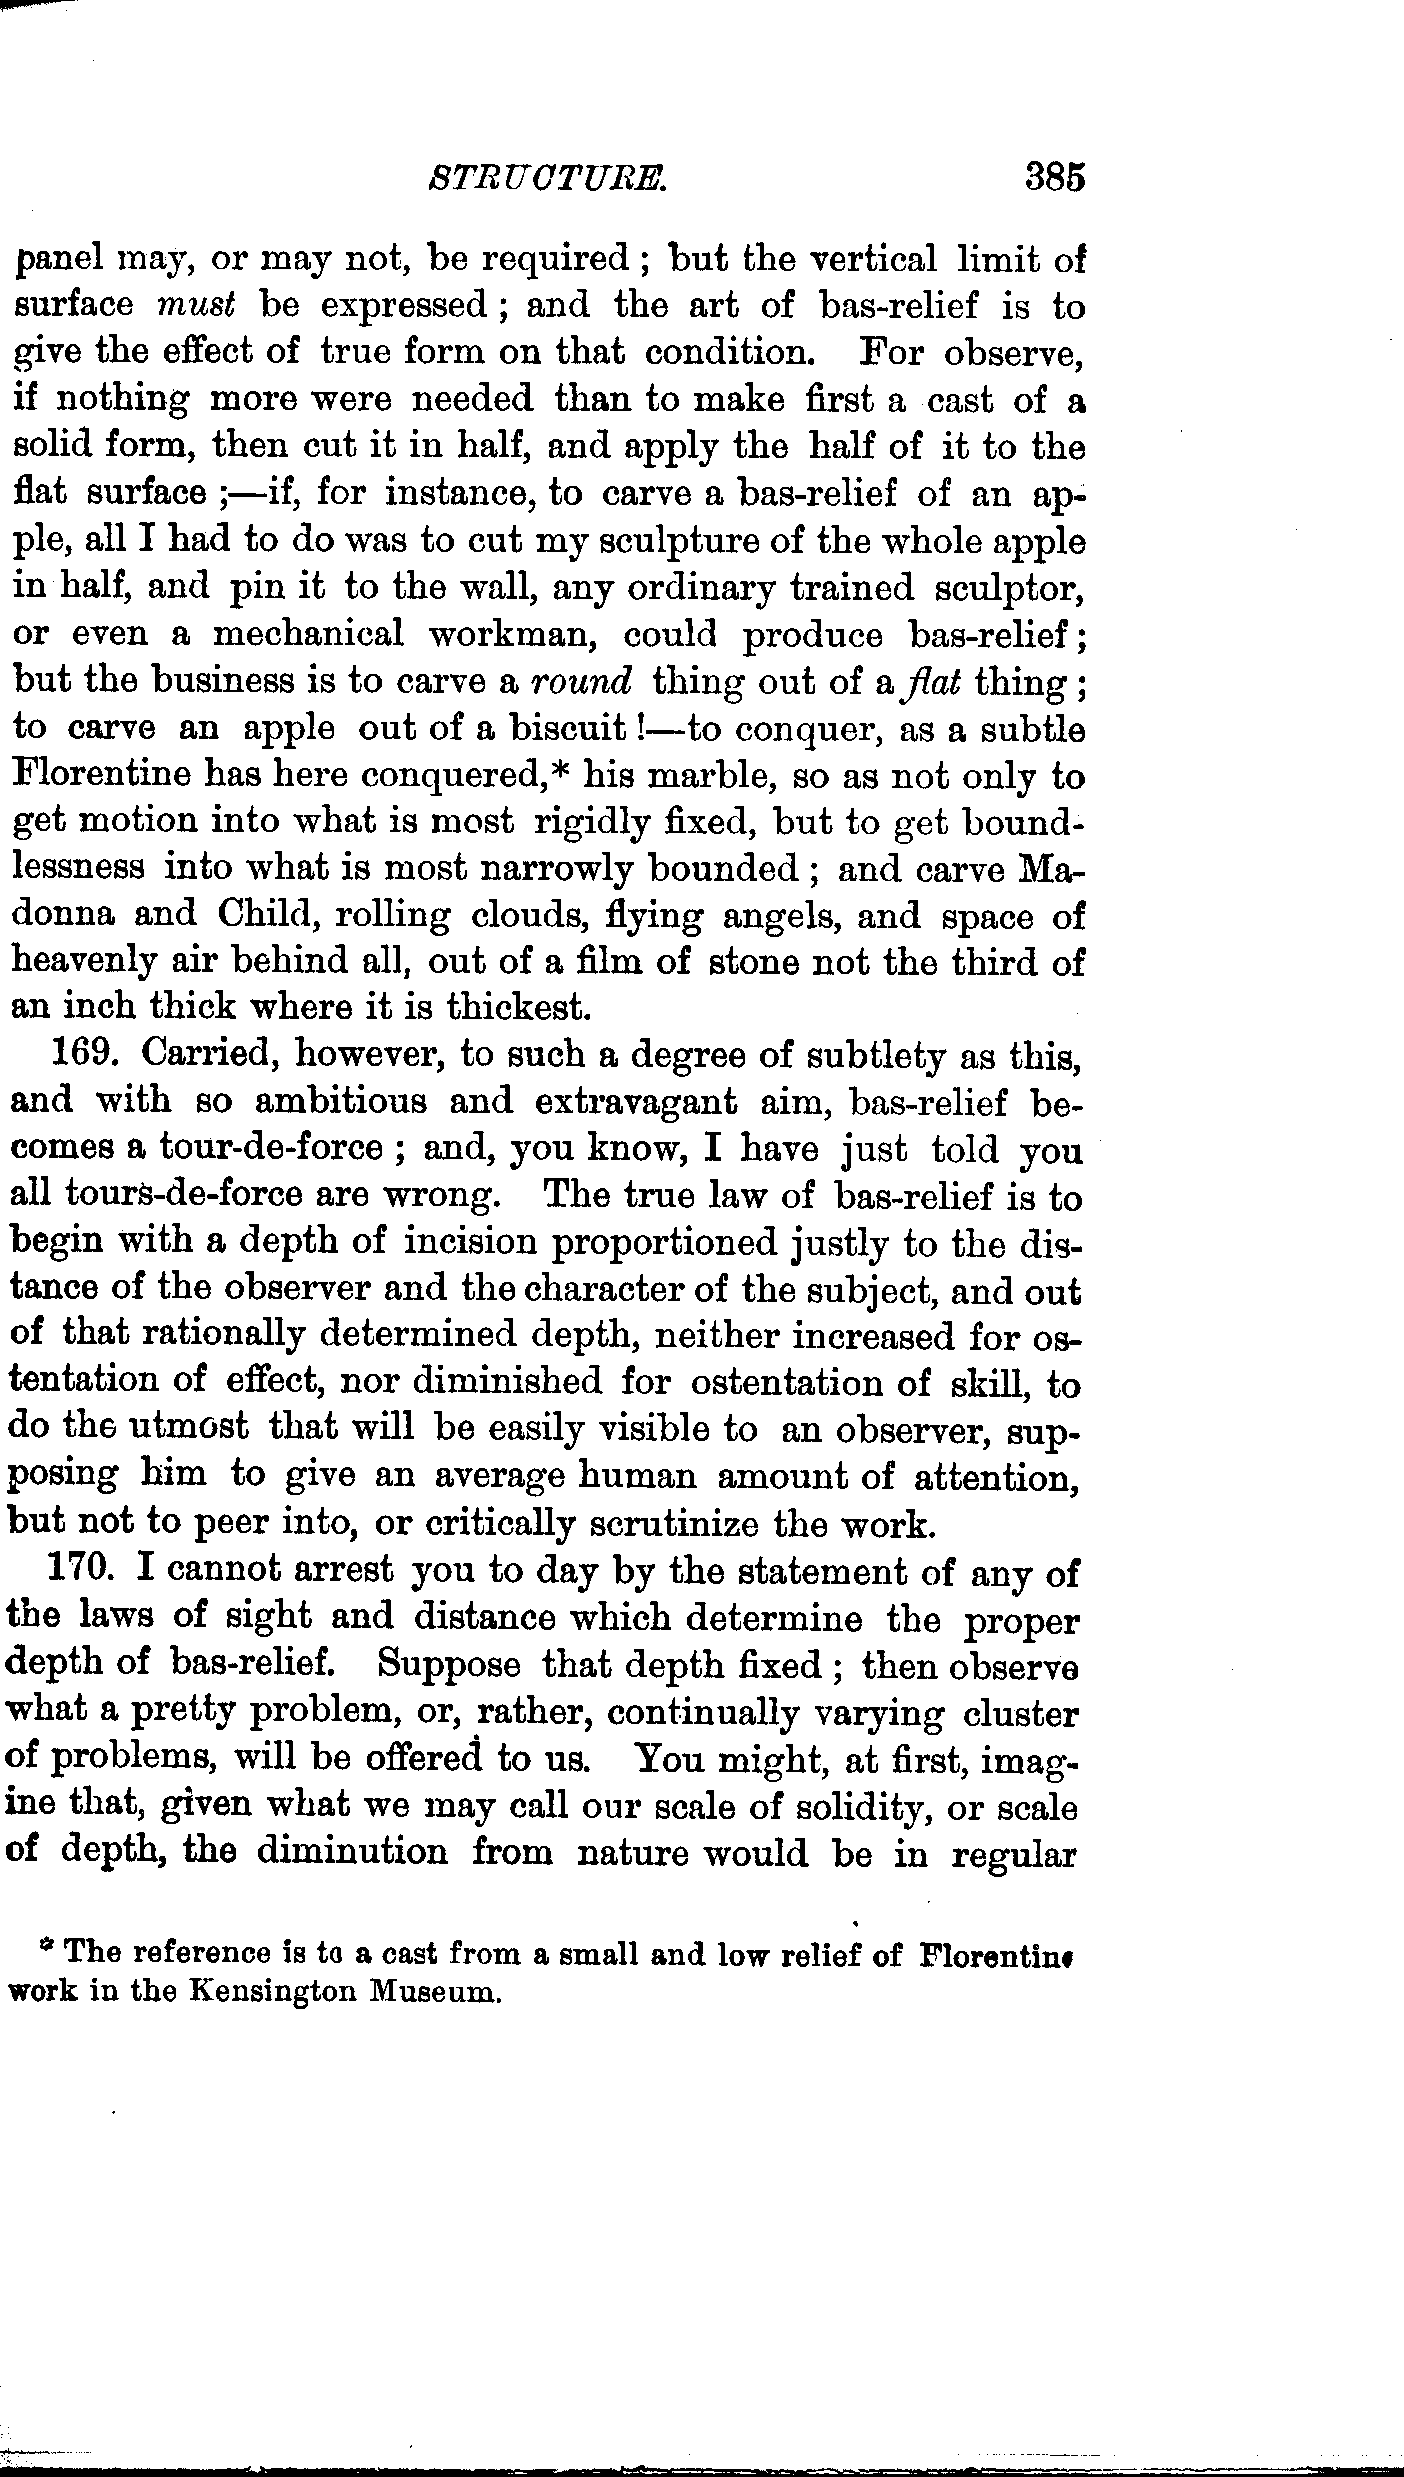 STRUCTURE. 385
panel may, or may not, be required ; but the vertical limit of
surface must be expressed ; and the art of bas-relief is to
give the effect of true form on that condition. For observe,
if nothing more were needed than to make first a cast of a
solid form, then cut it in half, and apply the half of it to the
flat surface ;—if, for instance, to carve a bas-relief of an ap-
ple, all I had to do was to cut my sculpture of the whole apple
in half, and pin it to the wall, any ordinary trained sculptor,
or even a mechanical workman, could produce bas-relief ;
but the business is to carve a round thing out of a flat thing ;
to carve an apple out of a biscuit !—to conquer, as a subtle
Florentine has here conquered,* his marble, so as not only to
get motion into what is most rigidly fixed, but to get bound-
lessness into what is most narrowly bounded ; and carve Ma-
donna and Child, rolling clouds, flying angels, and space of
heavenly air behind all, out of a film of stone not the third of
an inch thick where it is thickest.
169. Carried, however, to such a degree of subtlety as this,
and with so ambitious and extravagant aim, bas-relief be-
comes a tour-de-force ; and, you know, I have just told you
all tours-de-force are wrong. The true law of bas-relief is to
begin with a depth of incision proportioned justly to the dis-
tance of the observer and the character of the subject, and out
of that rationally determined depth, neither increased for os-
tentation of effect, nor diminished for ostentation of skill, to
do the utmost that will be easily visible to an observer, sup-
posing him to give an average human amount of attention,
but not to peer into, or critically scrutinize the work.
170. I cannot arrest you to day by the statement of any of
the laws of sight and distance which determine the proper
depth of bas-relief. Suppose that depth fixed ; then observe
what a pretty problem, or, rather, continually varying cluster
of problems, will be offered to us. You might, at first, imag-
ine that, given what we may call our scale of solidity, or scale
of depth, the diminution from nature would be in regular
* The reference is to a cast from a small and low relief of Florentine
work in the Kensington Museum.